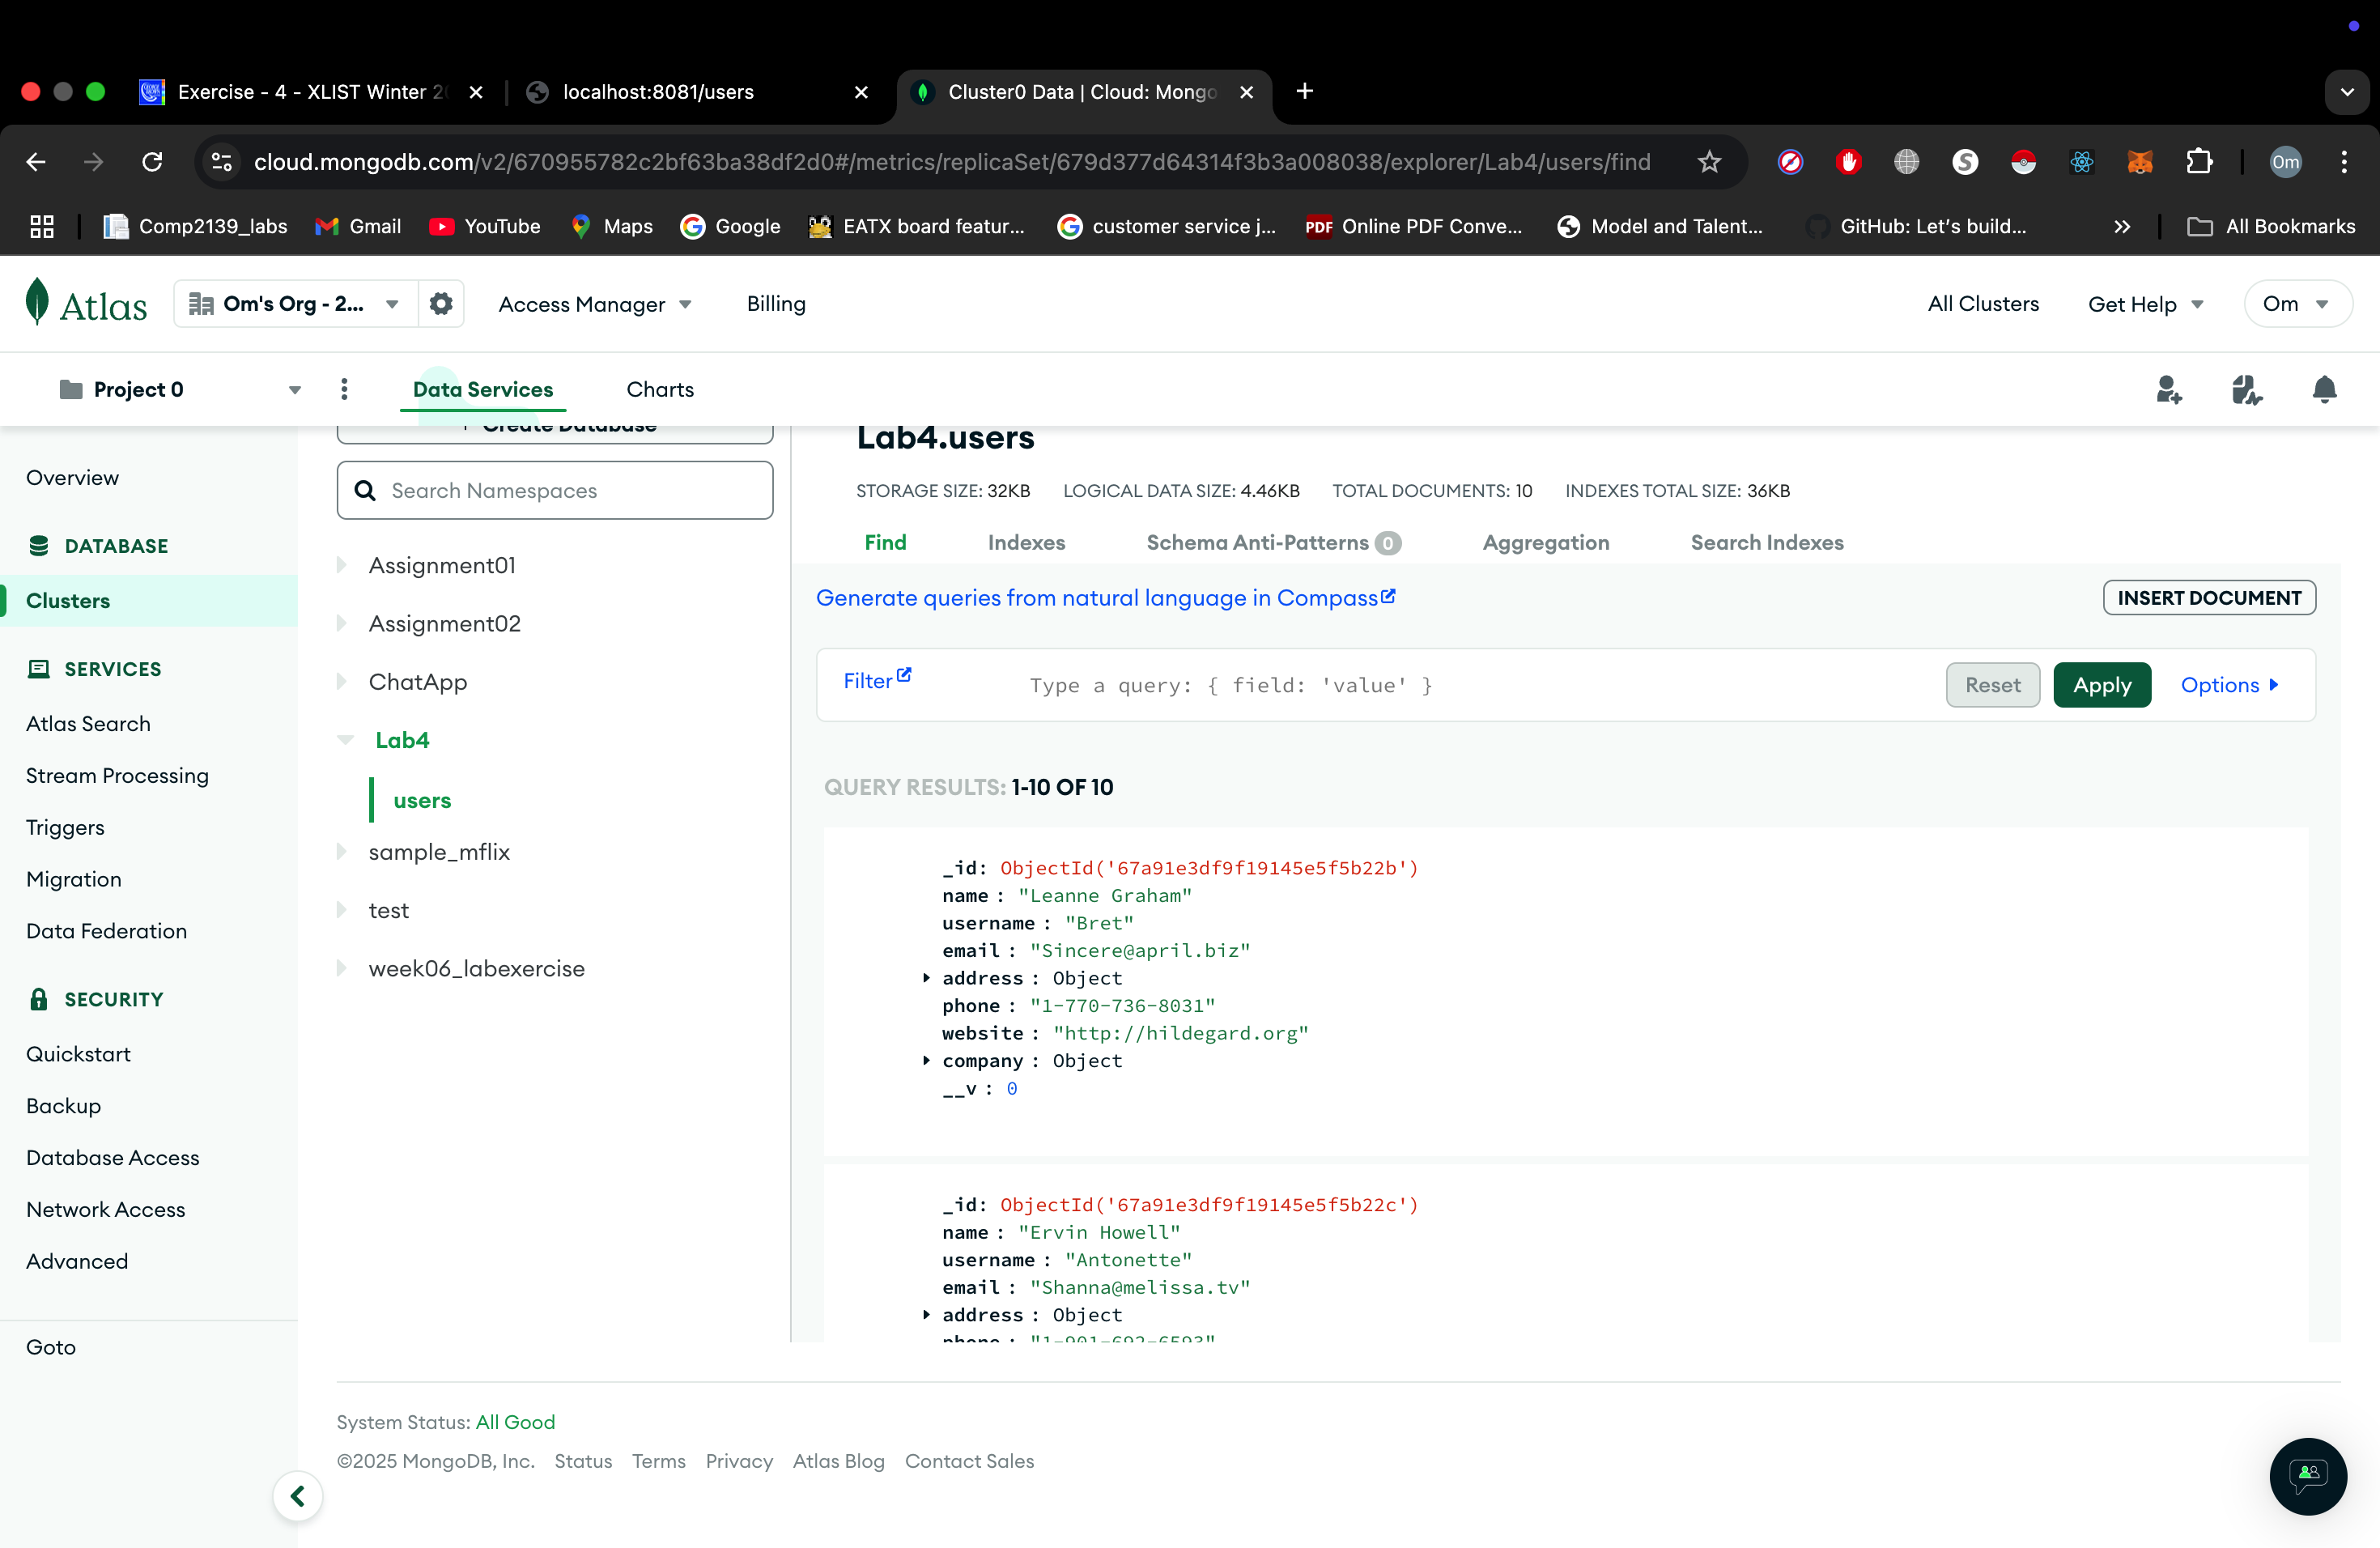 Exercise - 4 - XLIST Winter 20
localhost:8081/users
Cluster0 Data | Cloud: Mongo
cloud.mongodb.com/v2/670955782c2bf63ba38df2d0#/metrics/replicaSet/679d377d64314f3b3a008038/explorer/Lab4/users/find
Om
Comp2139_labs
Gmail
YouTube
Maps
Google
EATX board featur...
customer service j...
PDF Online PDF Conve...
Model and Talent...
GitHub: Let's build...
All Bookmarks
Atlas
Om's Org - 2...
Access Manager
Billing
All Clusters
Get Help
Om
Project 0
Data Services
Charts
Overview
DATABASE
Clusters
SERVICES
Atlas Search
Stream Processing
Triggers
Migration
Data Federation
SECURITY
Quickstart
Backup
Database Access
Network Access
Advanced
Goto
+ Create Database
Search Namespaces
Assignment01
Assignment02
ChatApp
Lab4
users
sample_mflix
test
week06_labexercise
Lab4.users
STORAGE SIZE: 32KB LOGICAL DATA SIZE: 4.46KB TOTAL DOCUMENTS: 10 INDEXES TOTAL SIZE: 36KB
Find Indexes Schema Anti-Patterns 0 Aggregation Search Indexes
Generate queries from natural language in Compass
INSERT DOCUMENT
Filter
Type a query: { field: 'value' }
Reset
Apply
Options
QUERY RESULTS: 1-10 OF 10
_id: ObjectId('67a91e3df9f19145e5f5b22b')
name : "Leanne Graham"
username : "Bret"
email : "Sincere@april.biz"
address : Object
phone : "1-770-736-8031"
website : "http://hildegard.org"
company : Object
__v : 0
_id: ObjectId('67a91e3df9f19145e5f5b22c')
name : "Ervin Howell"
username : "Antonette"
email : "Shanna@melissa.tv"
address : Object
phone : "1-901-692-6593"
System Status: All Good
©2025 MongoDB, Inc. Status Terms Privacy Atlas Blog Contact Sales